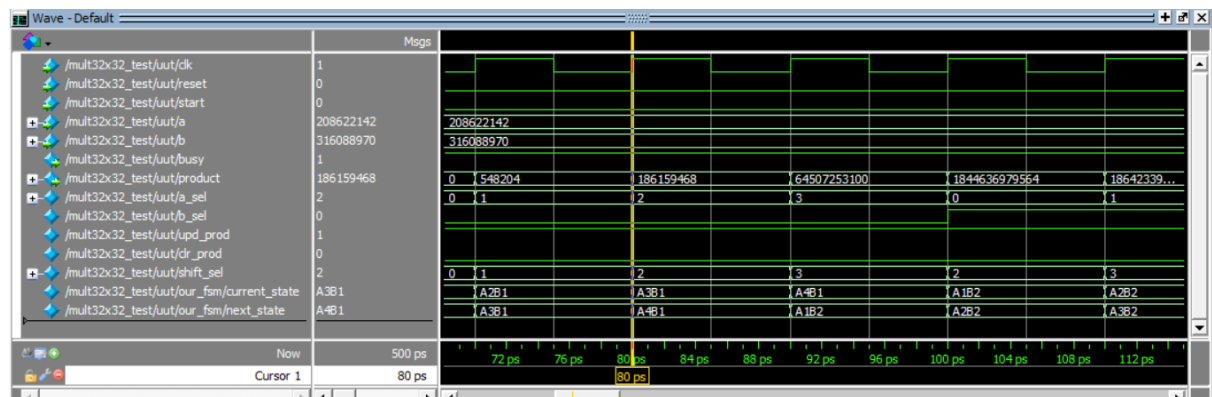 Wave - Default
Msgs
/mult32x32_test/uut/clk 1
/mult32x32_test/uut/reset 0
/mult32x32_test/uut/start 0
/mult32x32_test/uut/a 208622142 208622142
/mult32x32_test/uut/b 316088970 316088970
/mult32x32_test/uut/busy 1
/mult32x32_test/uut/product 186159468 0 548204 186159468 64507253100 1844636979564 18642339...
/mult32x32_test/uut/a_sel 2 0 1 2 3 0 1
/mult32x32_test/uut/b_sel 0
/mult32x32_test/uut/upd_prod 1
/mult32x32_test/uut/clr_prod 0
/mult32x32_test/uut/shift_sel 2 0 1 2 3 2 3
/mult32x32_test/uut/our_fsm/current_state A3B1 A2B1 A3B1 A4B1 A1B2 A2B2
/mult32x32_test/uut/our_fsm/next_state A4B1 A3B1 A4B1 A1B2 A2B2 A3B2
Now 500 ps 72 ps 76 ps 80 ps 84 ps 88 ps 92 ps 96 ps 100 ps 104 ps 108 ps 112 ps
Cursor 1 80 ps 80 ps